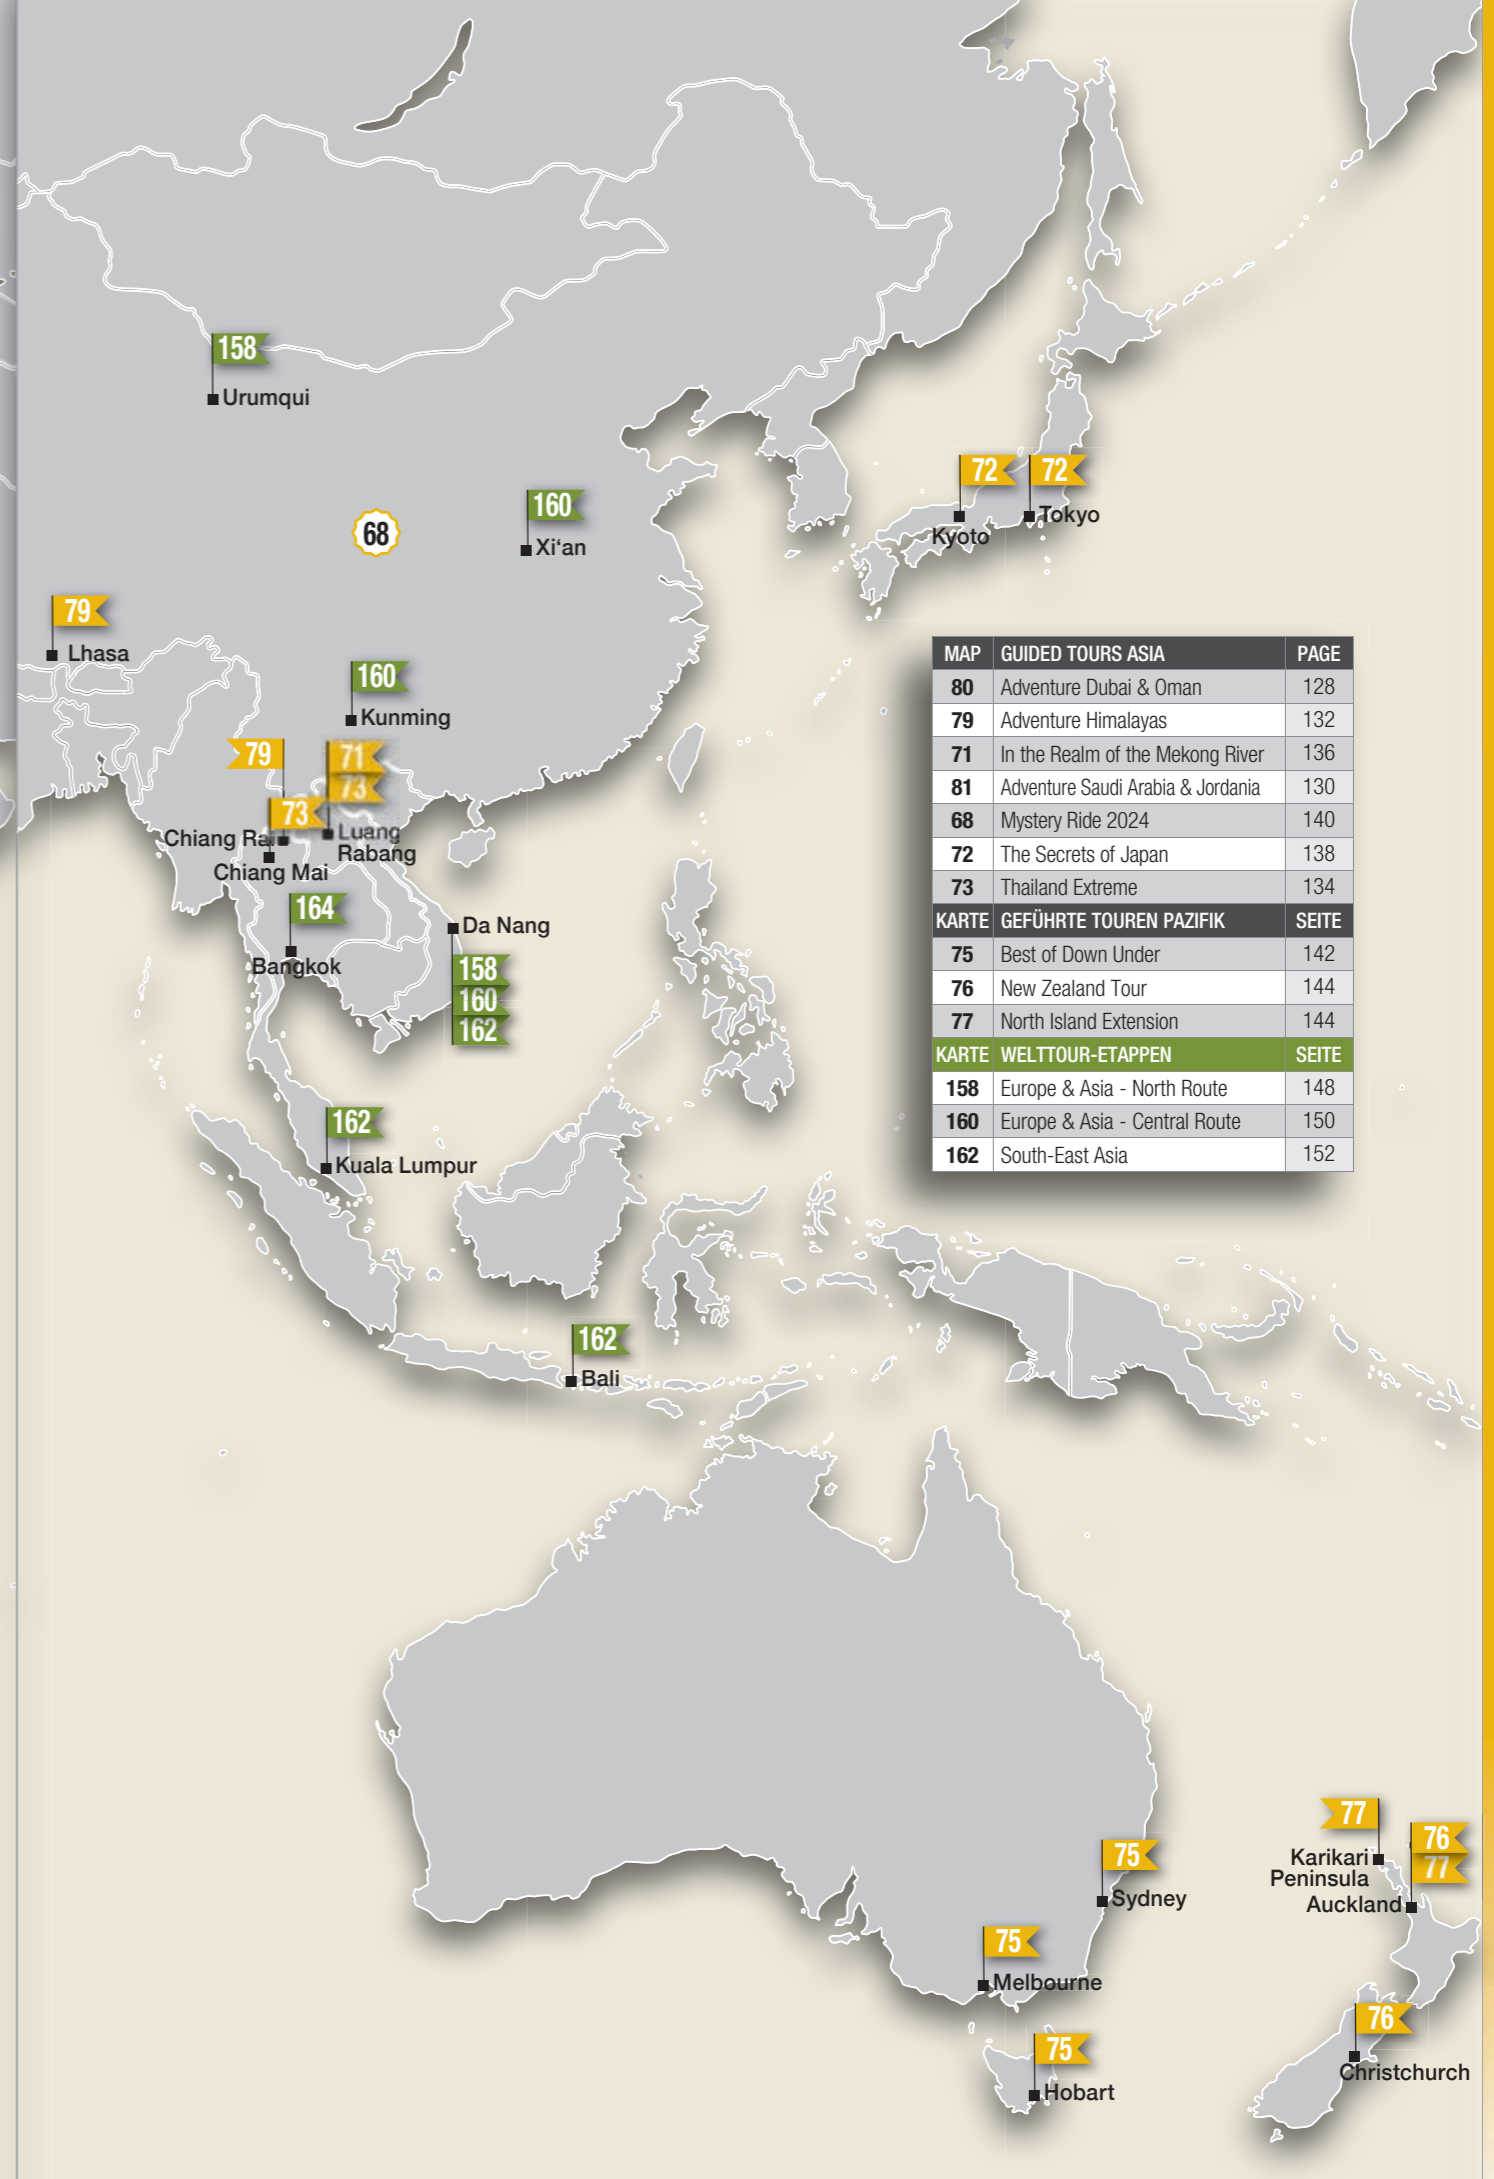 158
Urumqui
72
72
160
Tokyo
68
Kyoto
Xi‘an
79
Lhasa
160
Kunming
79
71
73
73
Chiang Rai
Luang
Rabang
Chiang Mai
164
Da Nang
Bangkok
158
160
162
162
Kuala Lumpur
162
Bali
MAP GUIDED TOURS ASIA PAGE
80 Adventure Dubai & Oman 128
79 Adventure Himalayas 132
71 In the Realm of the Mekong River 136
81 Adventure Saudi Arabia & Jordania 130
68 Mystery Ride 2024 140
72 The Secrets of Japan 138
73 Thailand Extreme 134
KARTE GEFÜHRTE TOUREN PAZIFIK SEITE
75 Best of Down Under 142
76 New Zealand Tour 144
77 North Island Extension 144
KARTE WELTTOUR-ETAPPEN SEITE
158 Europe & Asia - North Route 148
160 Europe & Asia - Central Route 150
162 South-East Asia 152
77
76
77
Karikari
Peninsula
Auckland
75
Sydney
75
Melbourne
76
Christchurch
75
Hobart